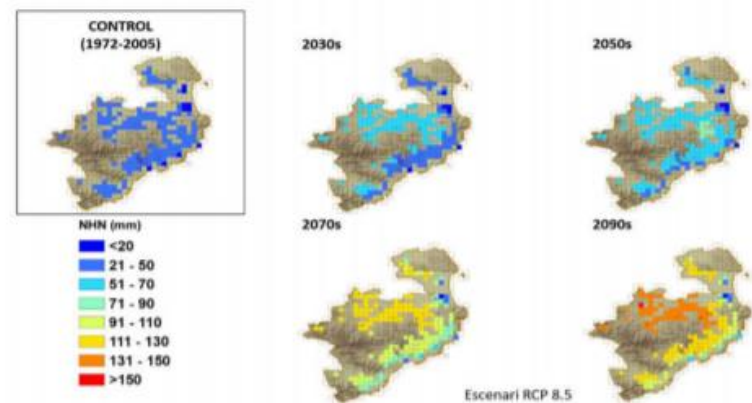 CONTROL
(1972-2005)
2030s
2050s
NHN (mm)
<20
21 - 50
51 - 70
71 - 90
91 - 110
111 - 130
131 - 150
>150
2070s
2090s
Escenari RCP 8.5